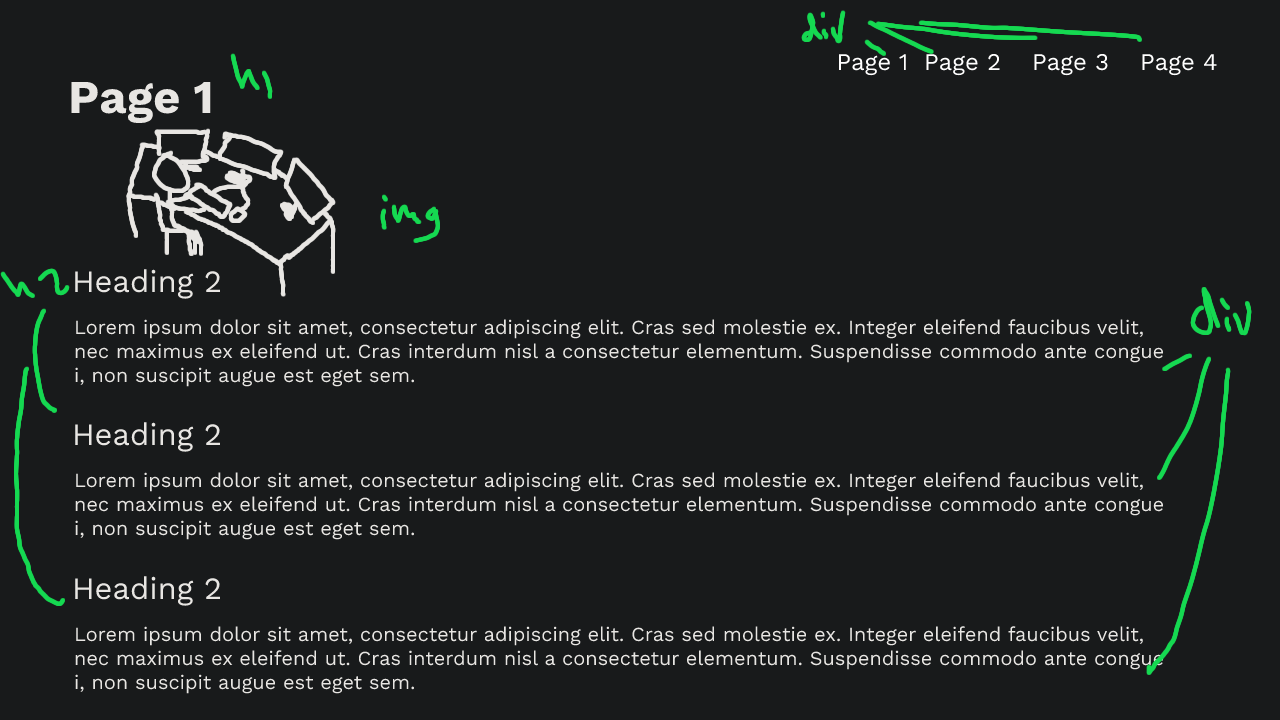 div
Page 1 Page 2 Page 3 Page 4
Page 1 h1
img
h2 Heading 2
div
Lorem ipsum dolor sit amet, consectetur adipiscing elit. Cras sed molestie ex. Integer eleifend faucibus velit,
nec maximus ex eleifend ut. Cras interdum nisl a consectetur elementum. Suspendisse commodo ante congue
i, non suscipit augue est eget sem.
Heading 2
Lorem ipsum dolor sit amet, consectetur adipiscing elit. Cras sed molestie ex. Integer eleifend faucibus velit,
nec maximus ex eleifend ut. Cras interdum nisl a consectetur elementum. Suspendisse commodo ante congue
i, non suscipit augue est eget sem.
Heading 2
Lorem ipsum dolor sit amet, consectetur adipiscing elit. Cras sed molestie ex. Integer eleifend faucibus velit,
nec maximus ex eleifend ut. Cras interdum nisl a consectetur elementum. Suspendisse commodo ante congue
i, non suscipit augue est eget sem.